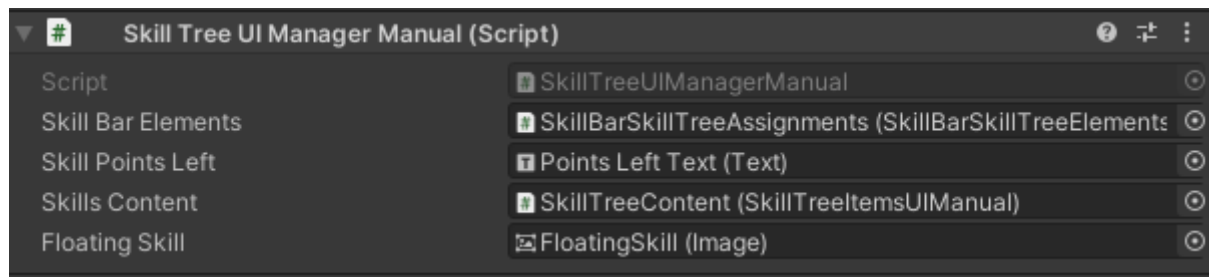 Skill Tree UI Manager Manual (Script)
Script SkillTreeUIManagerManual
Skill Bar Elements SkillBarSkillTreeAssignments (SkillBarSkillTreeElements
Skill Points Left Points Left Text (Text)
Skills Content SkillTreeContent (SkillTreeItemsUIManual)
Floating Skill FloatingSkill (Image)